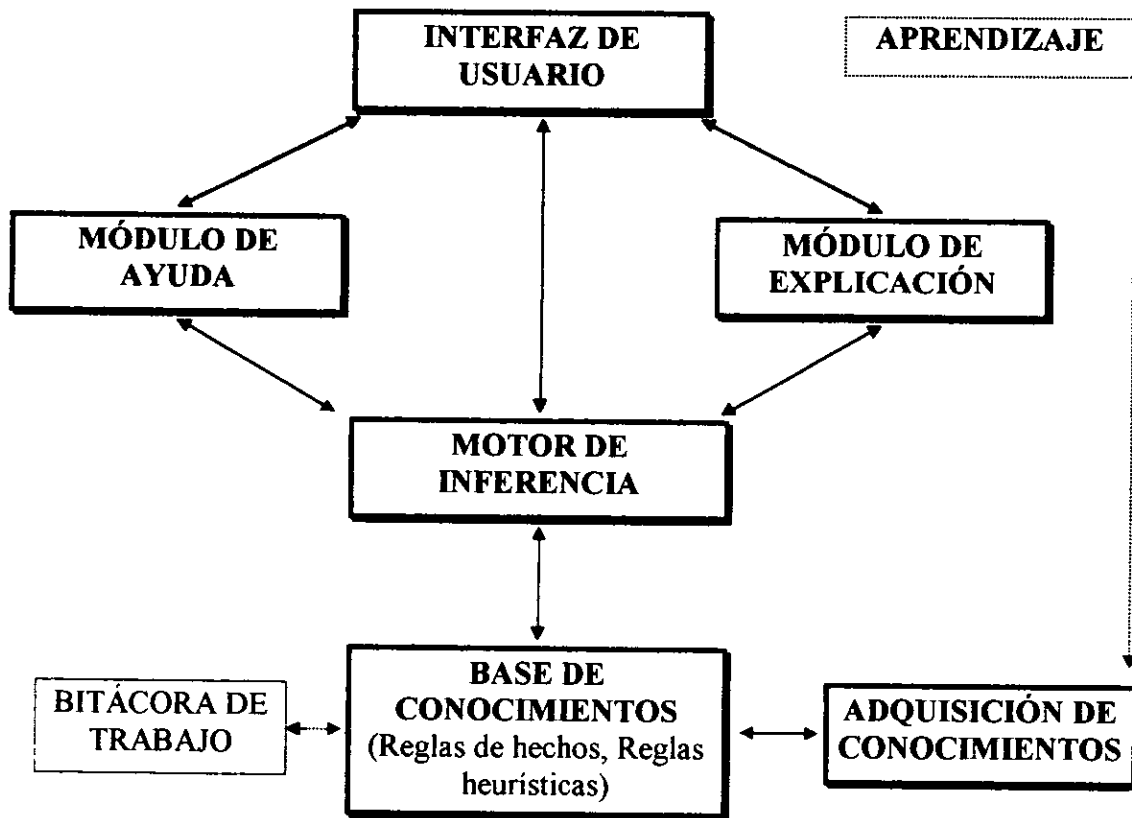 INTERFAZ DE
USUARIO
APRENDIZAJE
MÓDULO DE
AYUDA
MÓDULO DE
EXPLICACIÓN
MOTOR DE
INFERENCIA
BITÁCORA DE
TRABAJO
BASE DE
CONOCIMIENTOS
(Reglas de hechos, Reglas
heurísticas)
ADQUISICIÓN DE
CONOCIMIENTOS